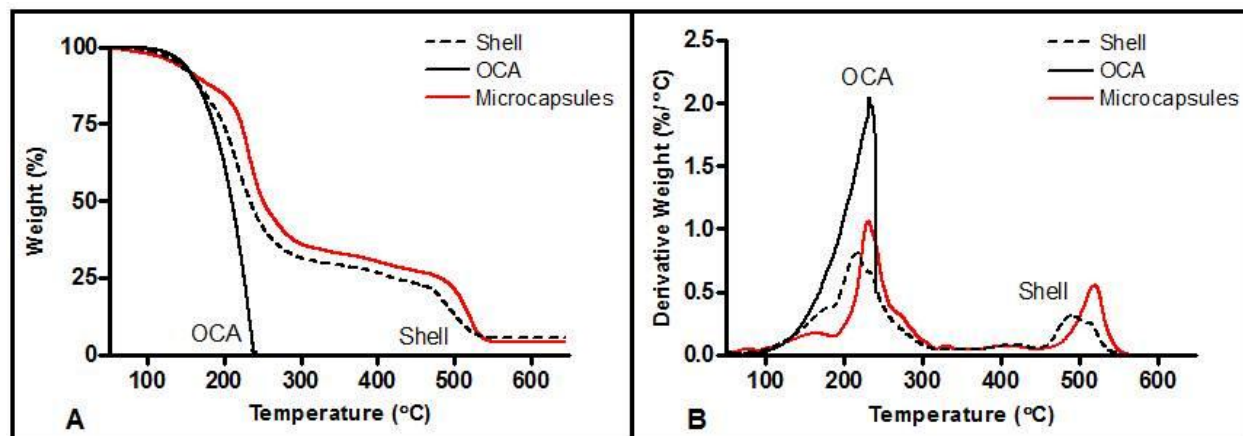 Shell
OCA
Microcapsules
100
75
50
25
0
Weight (%)
OCA
Shell
100 200 300 400 500 600
Temperature (°C)
A
Shell
OCA
Microcapsules
2.5
2.0
1.5
1.0
0.5
0.0
Derivative Weight (%/°C)
OCA
Shell
100 200 300 400 500 600
Temperature (°C)
B